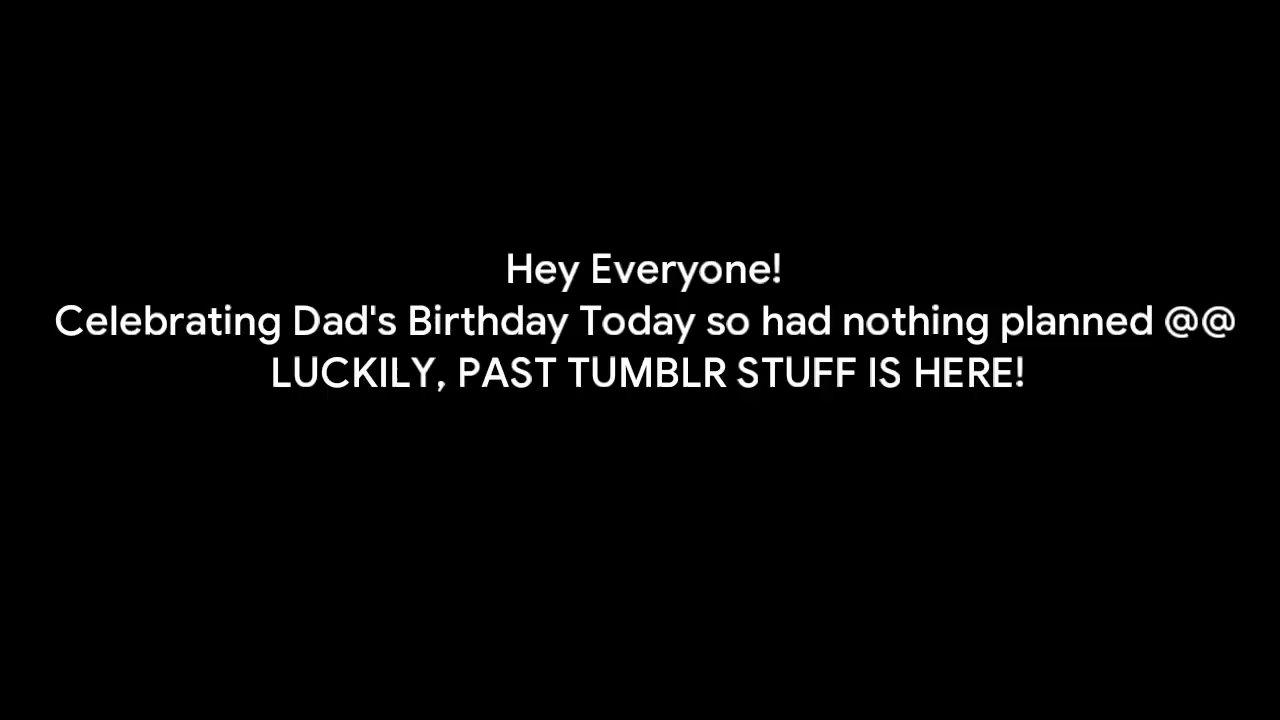 Hey Everyone!
Celebrating Dad's Birthday Today so had nothing planned @@
LUCKILY, PAST TUMBLR STUFF IS HERE!